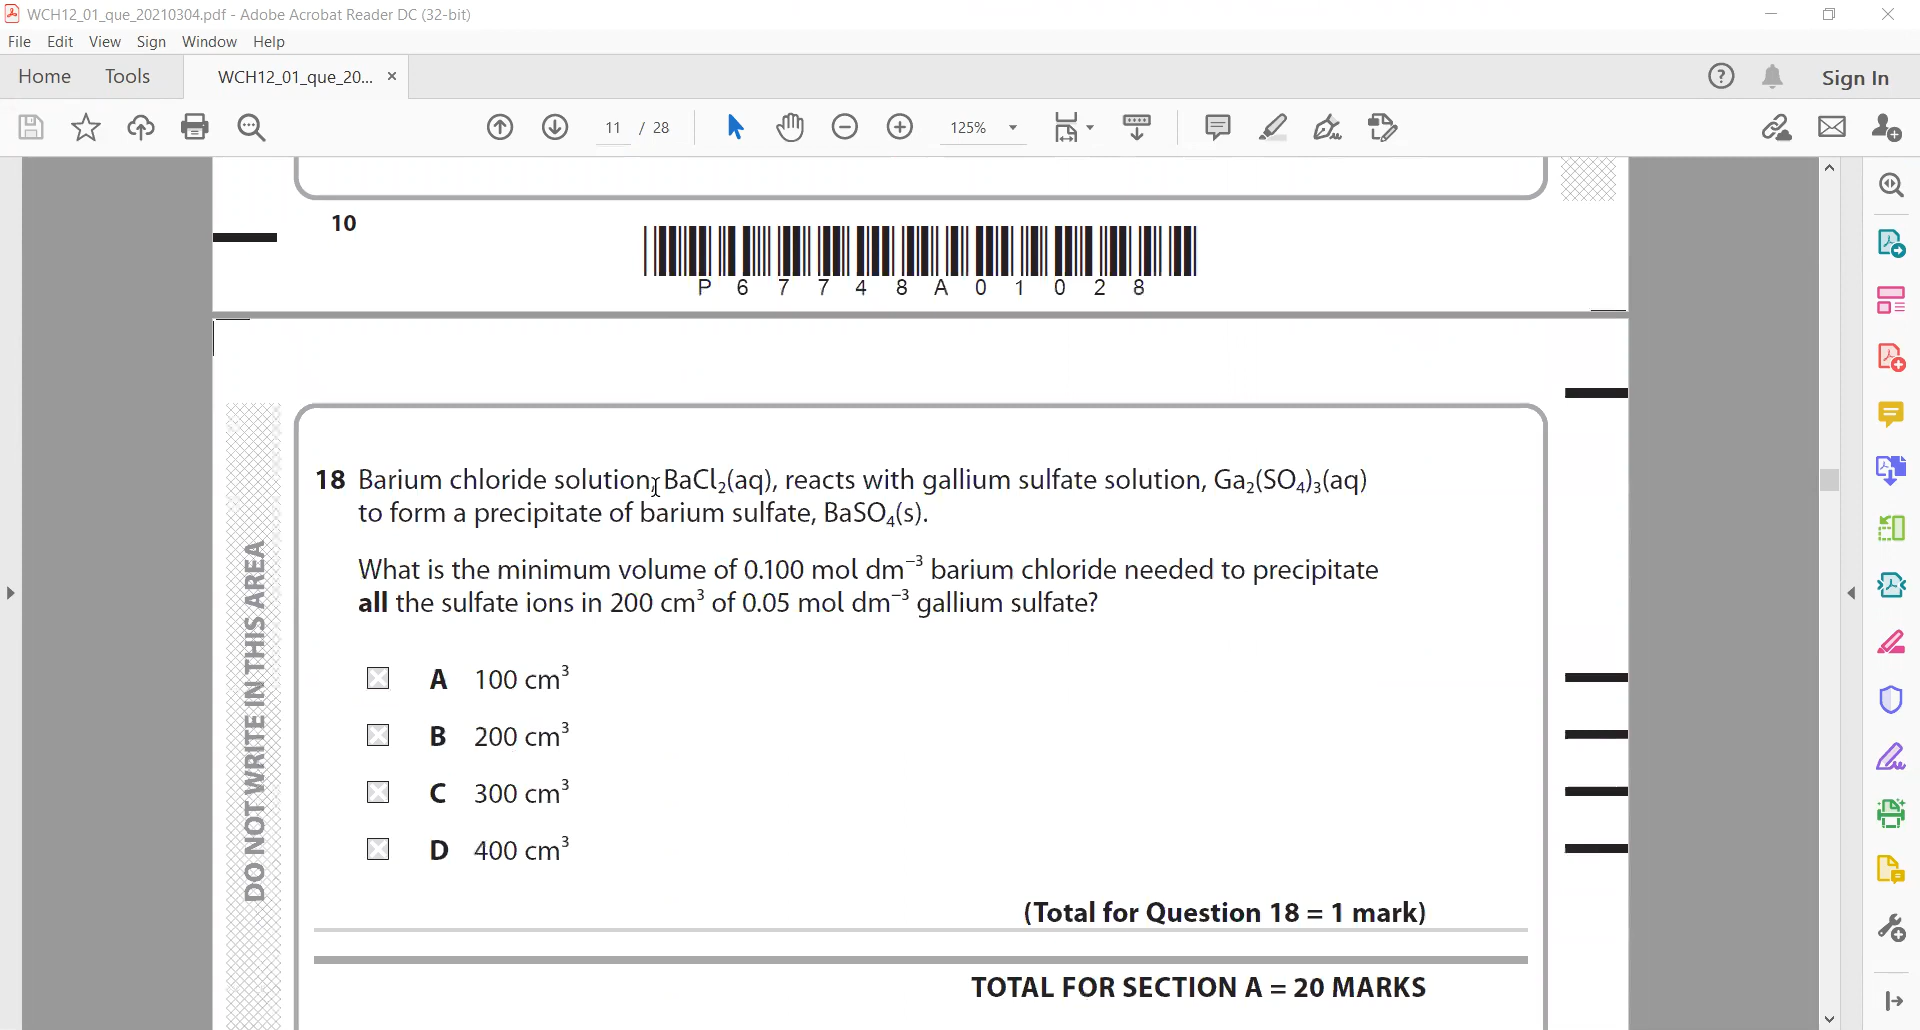 WCH12_01_que_20210304.pdf - Adobe Acrobat Reader DC (32-bit)
File Edit View Sign Window Help
Home Tools WCH12_01_que_20... × Sign In
11 / 28 125%
10
P 6 7 7 4 8 A 0 1 0 2 8
DO NOT WRITE IN THIS AREA
18 Barium chloride solution, BaCl₂(aq), reacts with gallium sulfate solution, Ga₂(SO₄)₃(aq)
to form a precipitate of barium sulfate, BaSO₄(s).
What is the minimum volume of 0.100 mol dm⁻³ barium chloride needed to precipitate
all the sulfate ions in 200 cm³ of 0.05 mol dm⁻³ gallium sulfate?
A 100 cm³
B 200 cm³
C 300 cm³
D 400 cm³
(Total for Question 18 = 1 mark)
TOTAL FOR SECTION A = 20 MARKS